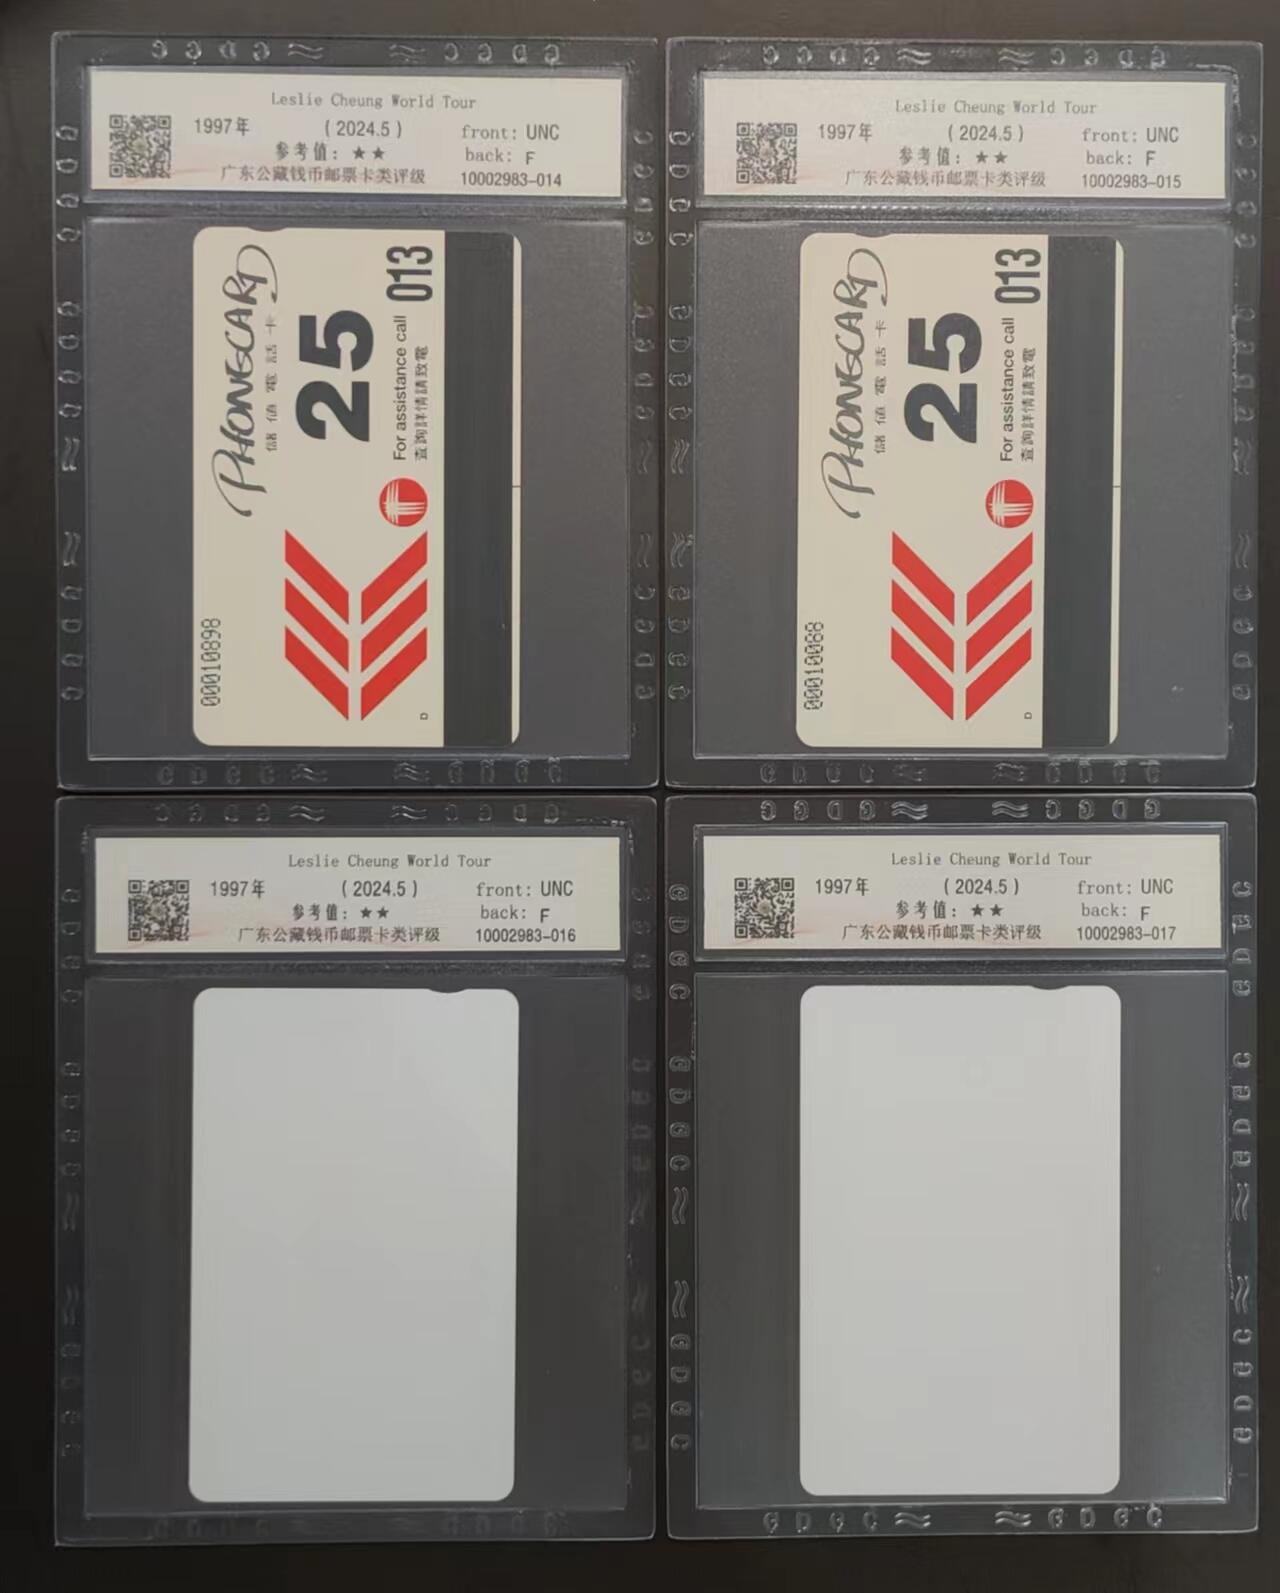 Leslie Cheung World Tour
1997年
(2024.5)
front: UNC
参考值: ★★
back: F
广东公藏钱币邮票卡类评级
10002983-014
PHONECARD
儲值電話卡
25
013
For assistance call
查詢詳情請致電
00010898
D
Leslie Cheung World Tour
1997年
(2024.5)
front: UNC
参考值: ★★
back: F
广东公藏钱币邮票卡类评级
10002983-015
PHONECARD
儲值電話卡
25
013
For assistance call
查詢詳情請致電
00010088
D
Leslie Cheung World Tour
1997年
(2024.5)
front: UNC
参考值: ★★
back: F
广东公藏钱币邮票卡类评级
10002983-016
Leslie Cheung World Tour
1997年
(2024.5)
front: UNC
参考值: ★★
back: F
广东公藏钱币邮票卡类评级
10002983-017
GDGC